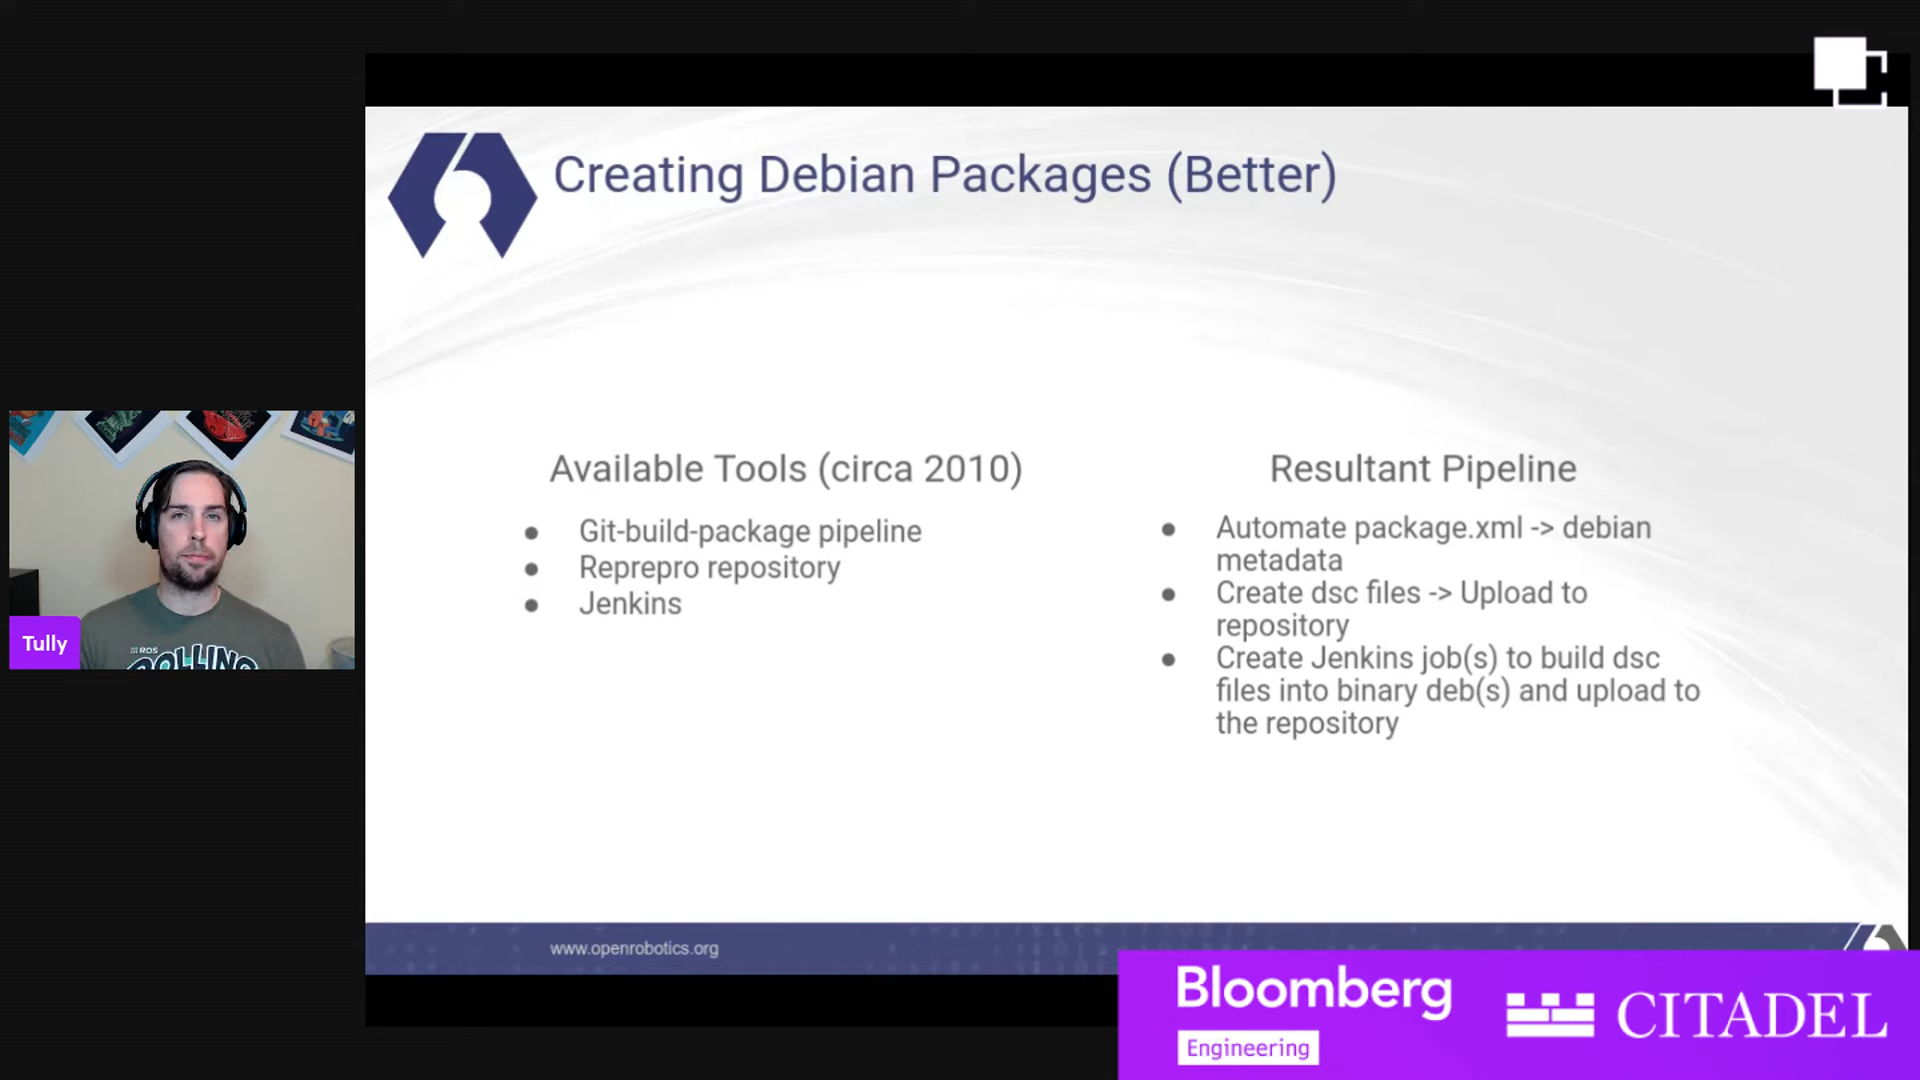 Creating Debian Packages (Better)
Available Tools (circa 2010)
Git-build-package pipeline
Reprepro repository
Jenkins
Resultant Pipeline
Automate package.xml -> debian
metadata
Create dsc files -> Upload to
repository
Create Jenkins job(s) to build dsc
files into binary deb(s) and upload to
the repository
Tully
ROS
ROLLING
www.openrobotics.org
Bloomberg
Engineering
CITADEL